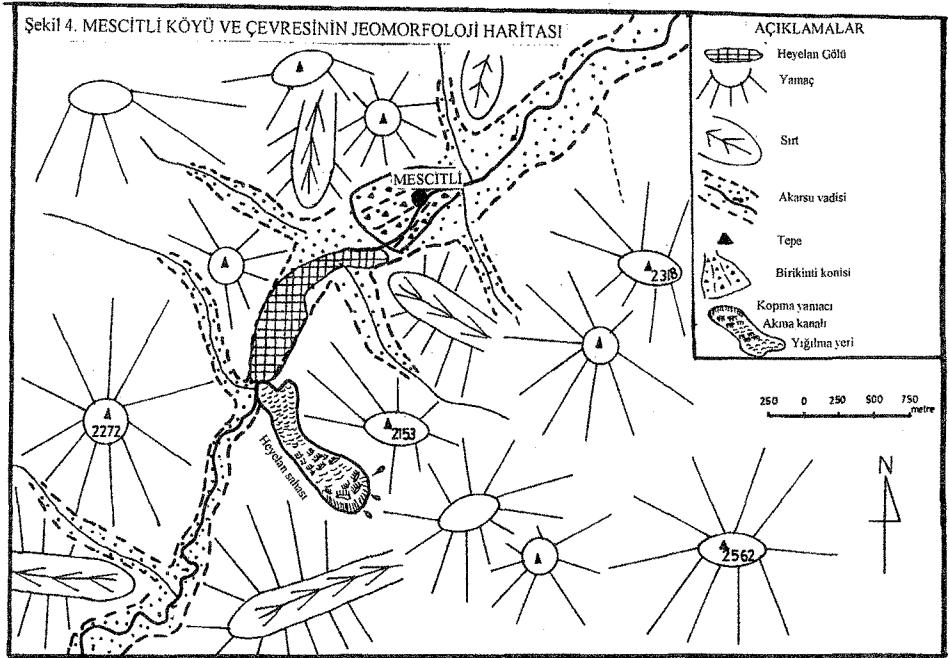 Şekil 4. MESCİTLİ KÖYÜ VE ÇEVRESİNİN JEOMORFOLOJİ HARİTASI
AÇIKLAMALAR
Heyelan Gölü
Yamaç
Sırt
Akarsu vadisi
Tepe
Birikinti konisi
Kopma yamacı
Akma kanalı
Yığılma yeri
MESCİTLİ
2318
2272
2153
Heyelan sahası
2562
250 0 250 500 750
metre
N